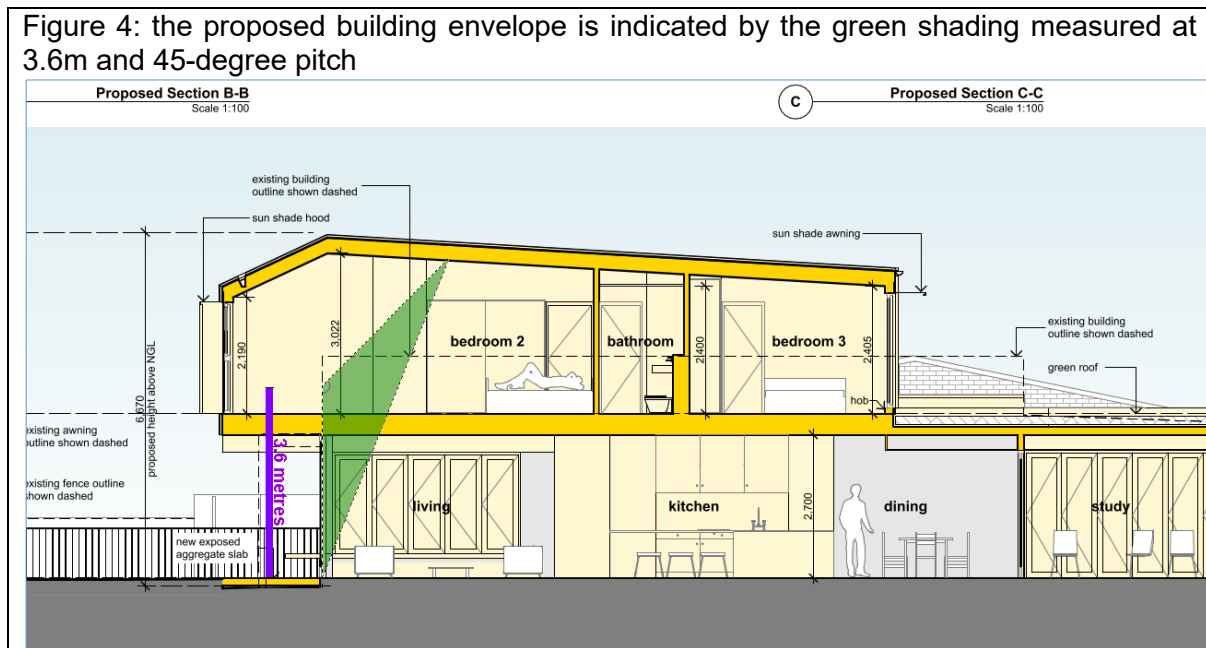 Figure 4: the proposed building envelope is indicated by the green shading measured at
3.6m and 45-degree pitch
Proposed Section B-B
Scale 1:100
C
Proposed Section C-C
Scale 1:100
existing building
outline shown dashed
sun shade hood
sun shade awning
existing building
outline shown dashed
green roof
6,670
proposed height above NGL
2,190
3,022
bedroom 2
bathroom
2,400
bedroom 3
2,405
hob
existing awning
outline shown dashed
existing fence outline
shown dashed
new exposed
aggregate slab
3.6 metres
living
kitchen
2,700
dining
study